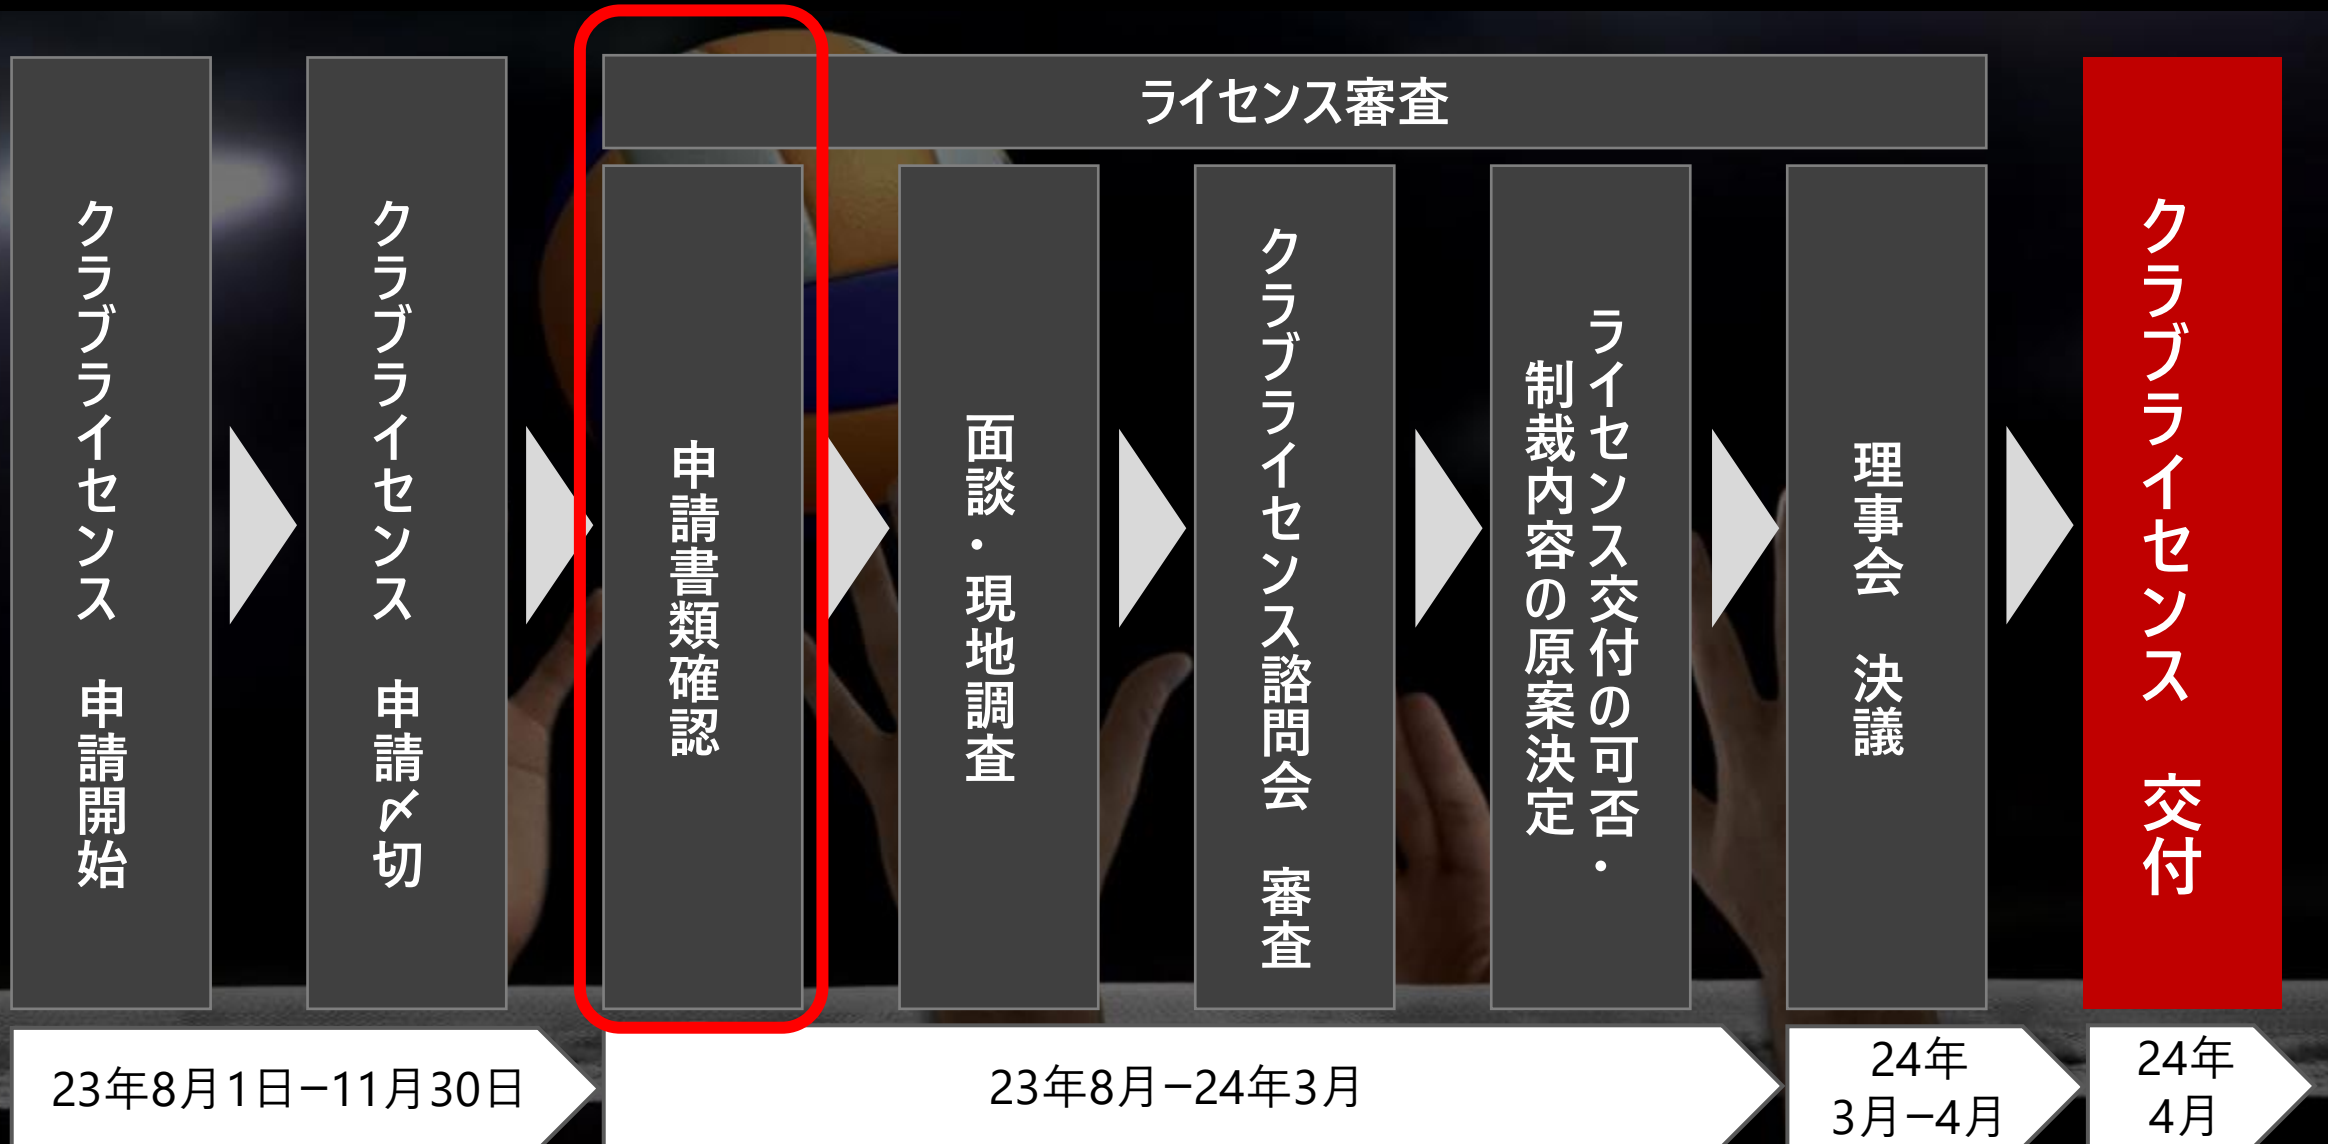 クラブライセンス 申請開始
クラブライセンス 申請〆切
ライセンス審査
申請書類確認
面談・現地調査
クラブライセンス諮問会 審査
ライセンス交付の可否・
制裁内容の原案決定
理事会 決議
クラブライセンス 交付
23年8月1日−11月30日
23年8月−24年3月
24年
3月−4月
24年
4月